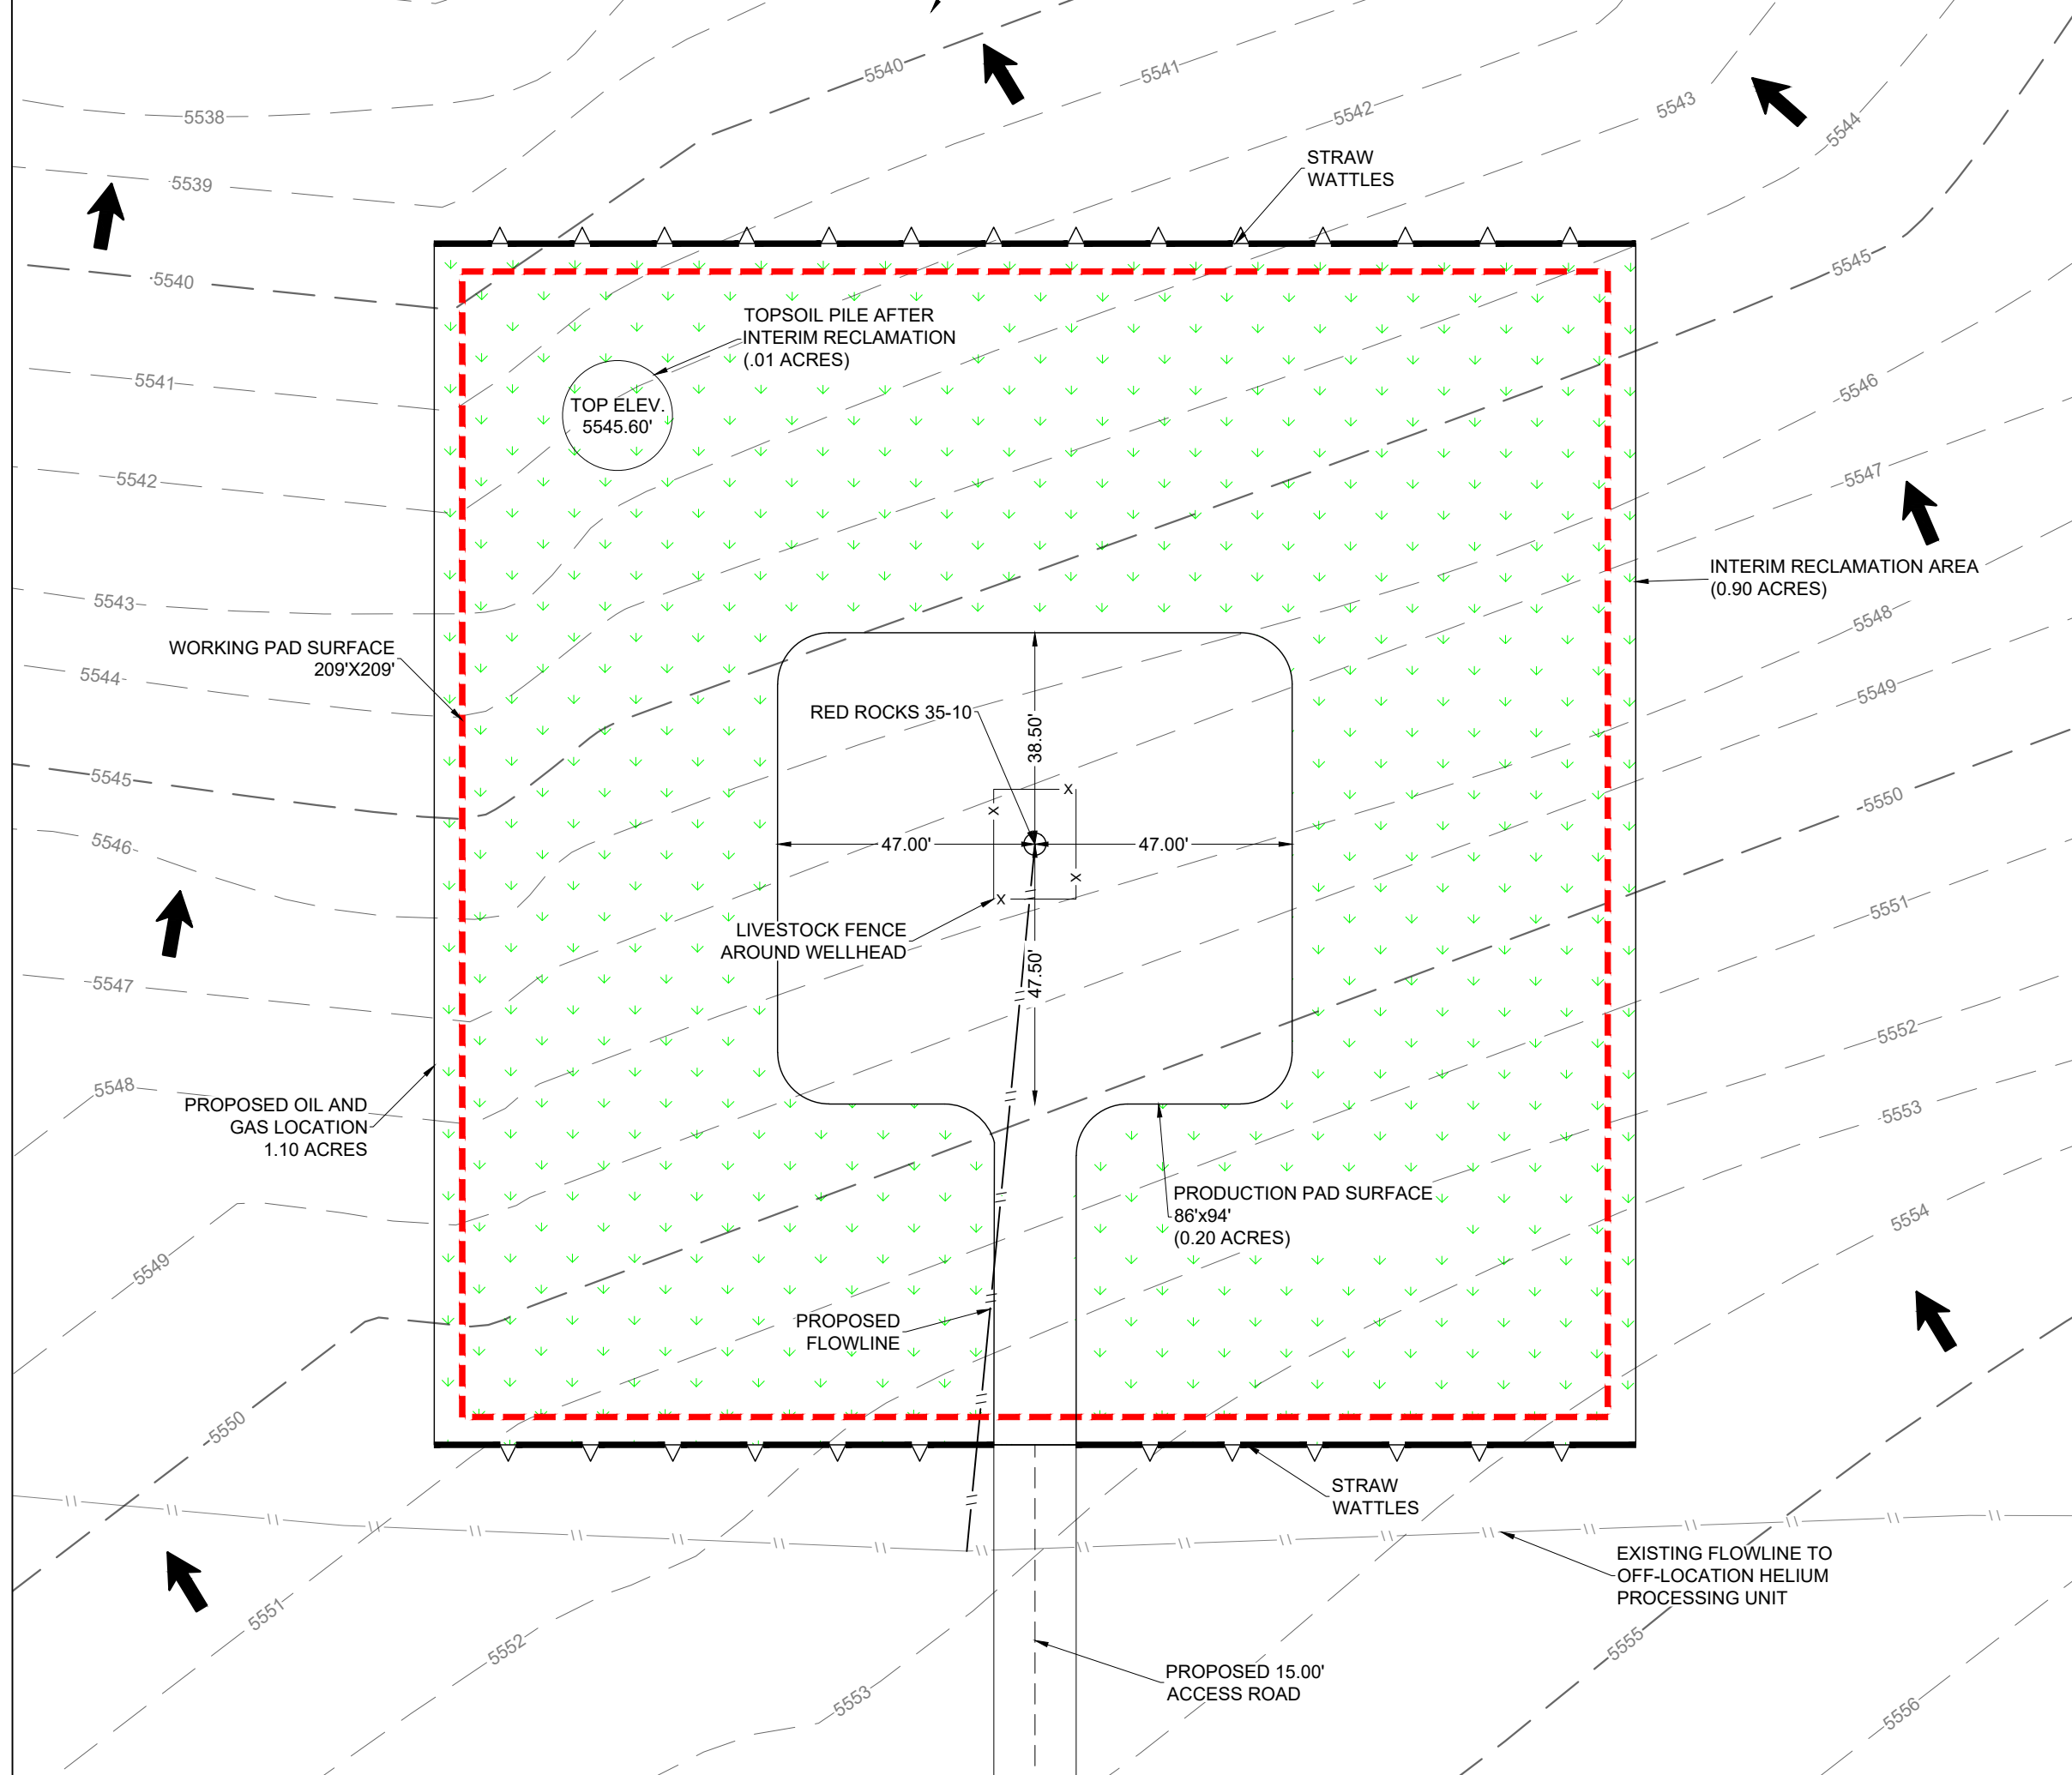 5540
5541
5542
5543
5544
5538
5539
5540
5541
5542
5543
5544
5545
5546
5547
5548
5549
5550
5551
5552
5553
5545
5546
5547
5548
5549
5550
5551
5552
5553
5554
5555
5556
STRAW
WATTLES
TOPSOIL PILE AFTER
INTERIM RECLAMATION
(.01 ACRES)
TOP ELEV.
5545.60'
INTERIM RECLAMATION AREA
(0.90 ACRES)
WORKING PAD SURFACE
209'X209'
RED ROCKS 35-10
38.50'
47.00'
47.00'
47.50'
X
X
X
X
LIVESTOCK FENCE
AROUND WELLHEAD
PROPOSED OIL AND
GAS LOCATION
1.10 ACRES
PRODUCTION PAD SURFACE
86'x94'
(0.20 ACRES)
PROPOSED
FLOWLINE
STRAW
WATTLES
EXISTING FLOWLINE TO
OFF-LOCATION HELIUM
PROCESSING UNIT
PROPOSED 15.00'
ACCESS ROAD